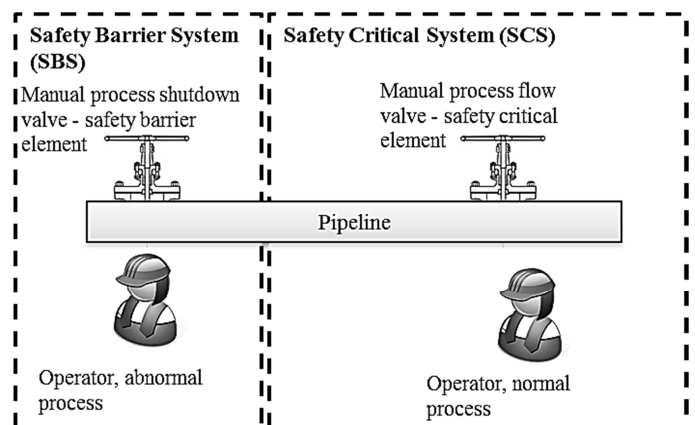 Safety Barrier System
(SBS)
Manual process shutdown
valve - safety barrier
element
Safety Critical System (SCS)
Manual process flow
valve - safety critical
element
Pipeline
Operator, abnormal
process
Operator, normal
process